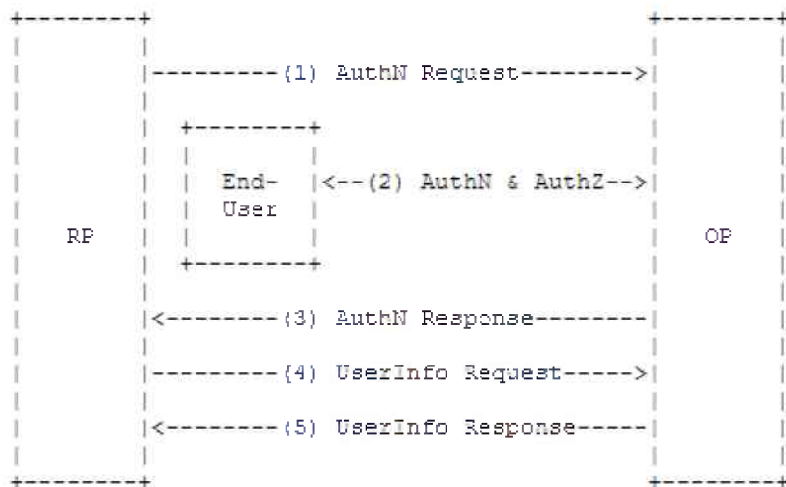 (1) AuthN Request
End-
User
(2) AuthN & AuthZ
RP
OP
(3) AuthN Response
(4) UserInfo Request
(5) UserInfo Response